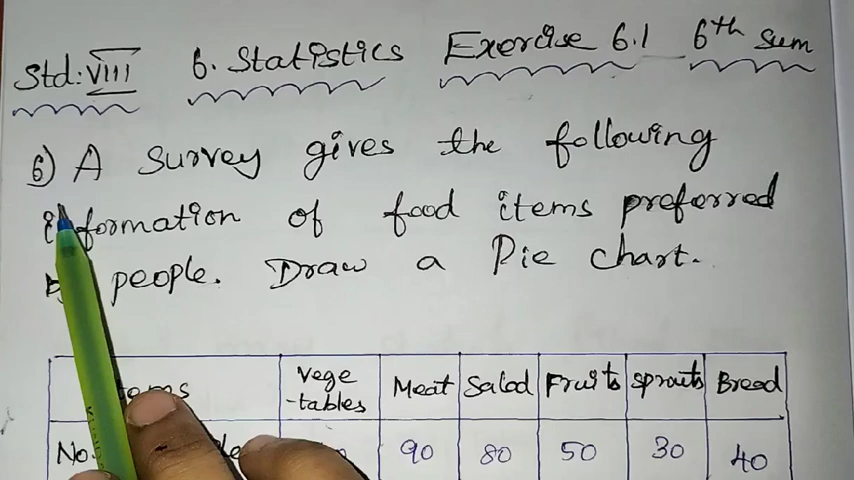 Std: VIII 6. Statistics Exercise 6.1 6th sum
6) A survey gives the following
formation of food items preferred
people. Draw a Pie chart.
Vege Meat Salad Fruits sprouts Bread
-tables
No. 90 80 50 30 40